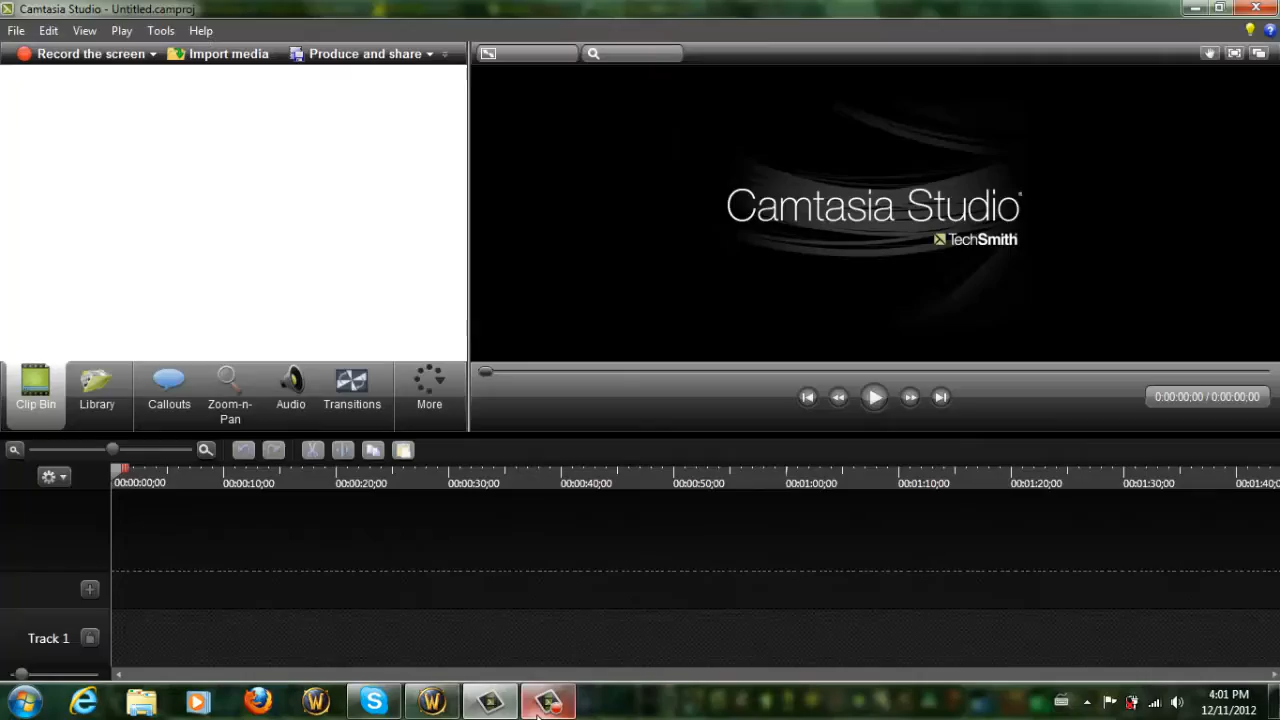 Camtasia Studio - Untitled.camproj
File Edit View Play Tools Help
Record the screen Import media Produce and share
Camtasia Studio®
TechSmith
Clip Bin Library Callouts Zoom-n-Pan Audio Transitions More
0:00:00;00 / 0:00:00;00
00:00:00;00 00:00:10;00 00:00:20;00 00:00:30;00 00:00:40;00 00:00:50;00 00:01:00;00 00:01:10;00 00:01:20;00 00:01:30;00 00:01:40;0
Track 1
4:01 PM
12/11/2012